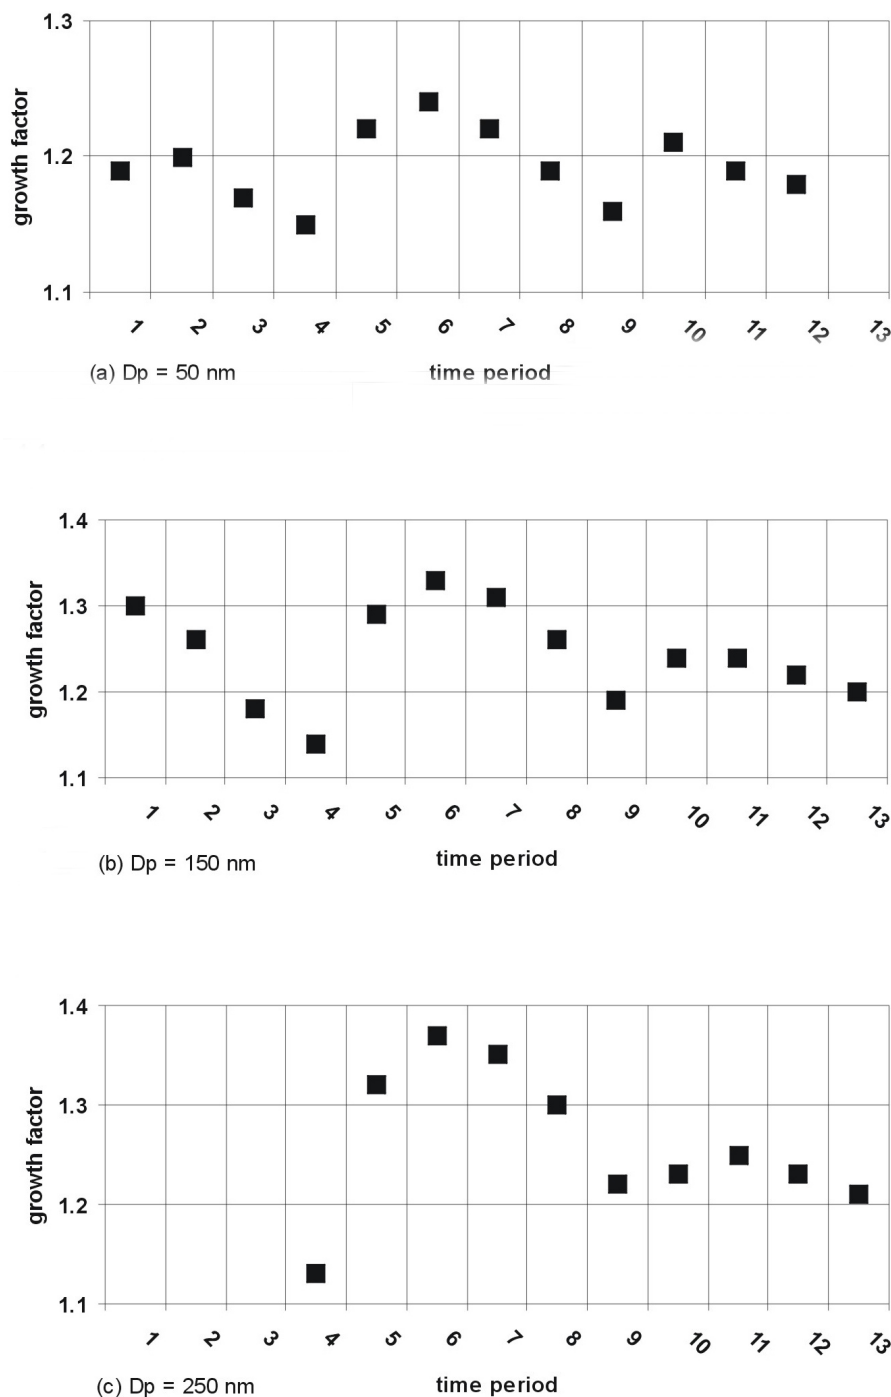 1.3
1.2
1.1
growth factor
1 2 3 4 5 6 7 8 9 10 11 12 13
(a) Dp = 50 nm time period
1.4
1.3
1.2
1.1
growth factor
1 2 3 4 5 6 7 8 9 10 11 12 13
(b) Dp = 150 nm time period
1.4
1.3
1.2
1.1
growth factor
1 2 3 4 5 6 7 8 9 10 11 12 13
(c) Dp = 250 nm time period